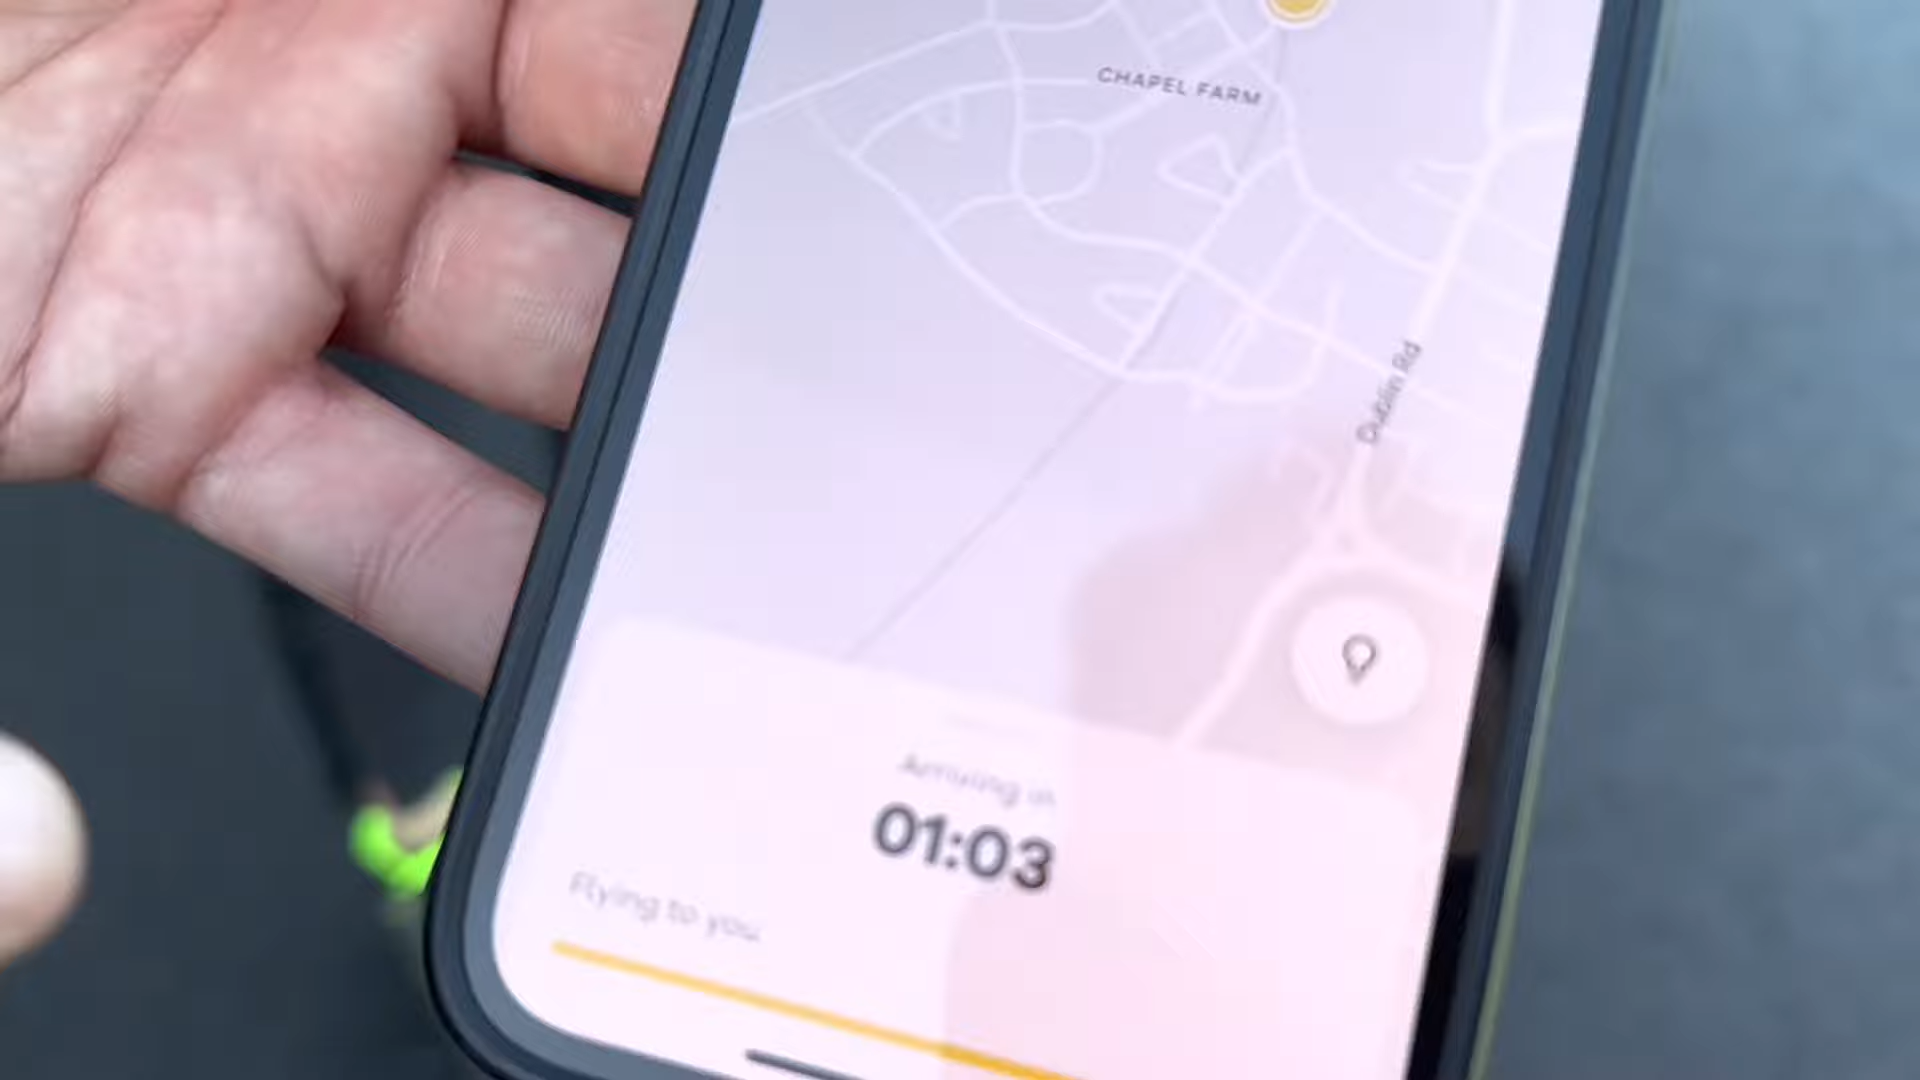 CHAPEL FARM
Dublin Rd
Arriving in
01:03
Flying to you